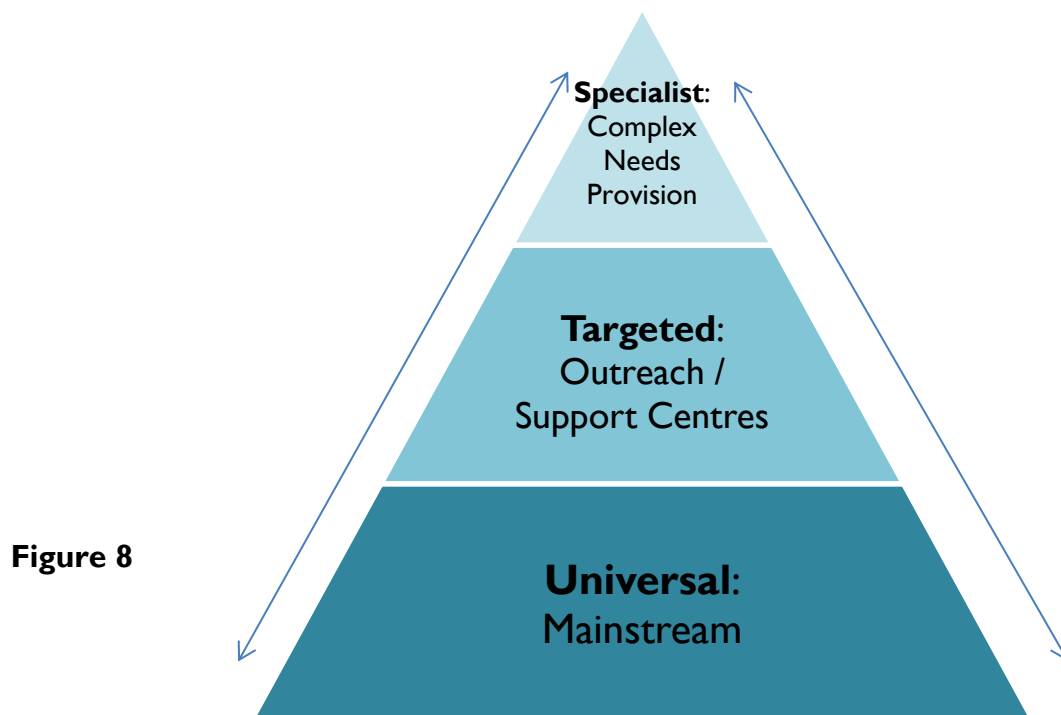 Specialist:
Complex
Needs
Provision
Targeted:
Outreach /
Support Centres
Figure 8
Universal:
Mainstream